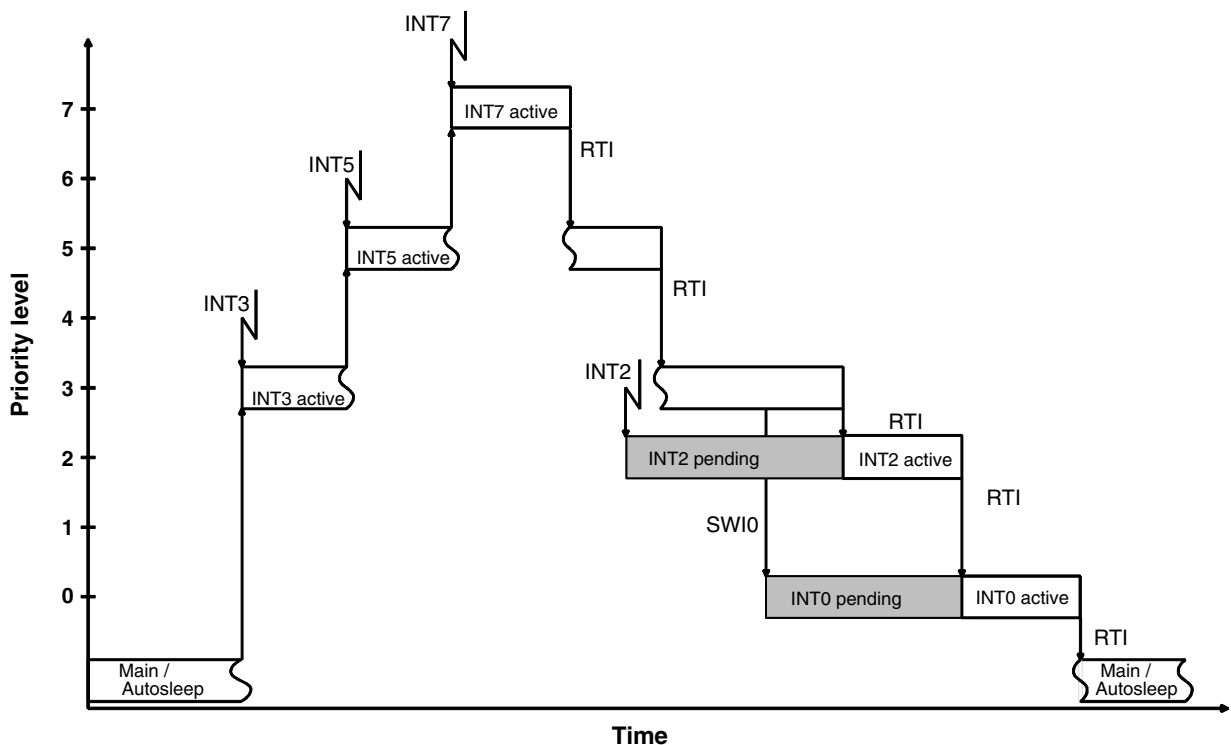 INT7
7
INT7 active
RTI
INT5
6
5
INT5 active
RTI
INT3
4
Priority level
INT2
3
INT3 active
RTI
2
INT2 pending
INT2 active
RTI
1
SWI0
0
INT0 pending
INT0 active
RTI
Main /
Autosleep
Main /
Autosleep
Time